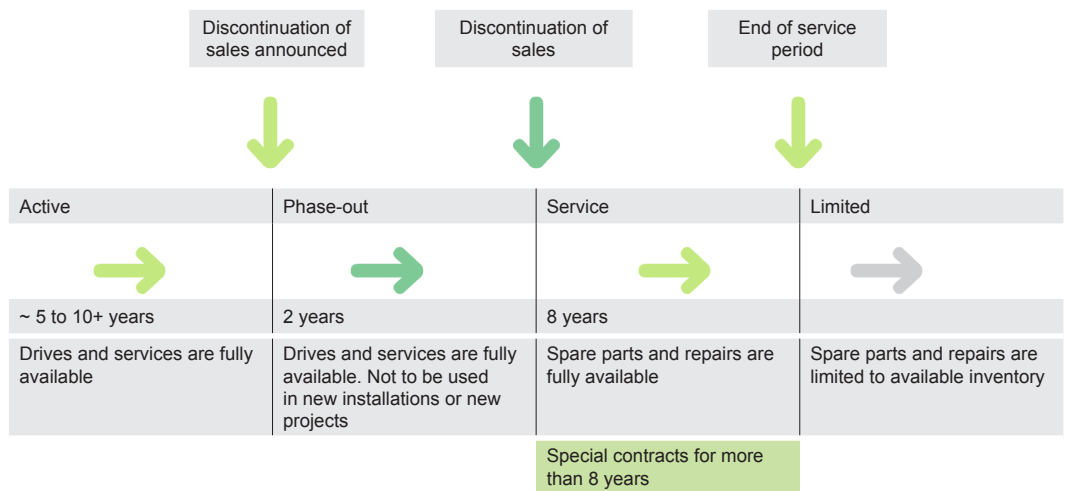 Discontinuation of
sales announced
Discontinuation of
sales
End of service
period
Active
Phase-out
Service
Limited
~ 5 to 10+ years
2 years
8 years
Drives and services are fully
available
Drives and services are fully
available. Not to be used
in new installations or new
projects
Spare parts and repairs are
fully available
Spare parts and repairs are
limited to available inventory
Special contracts for more
than 8 years